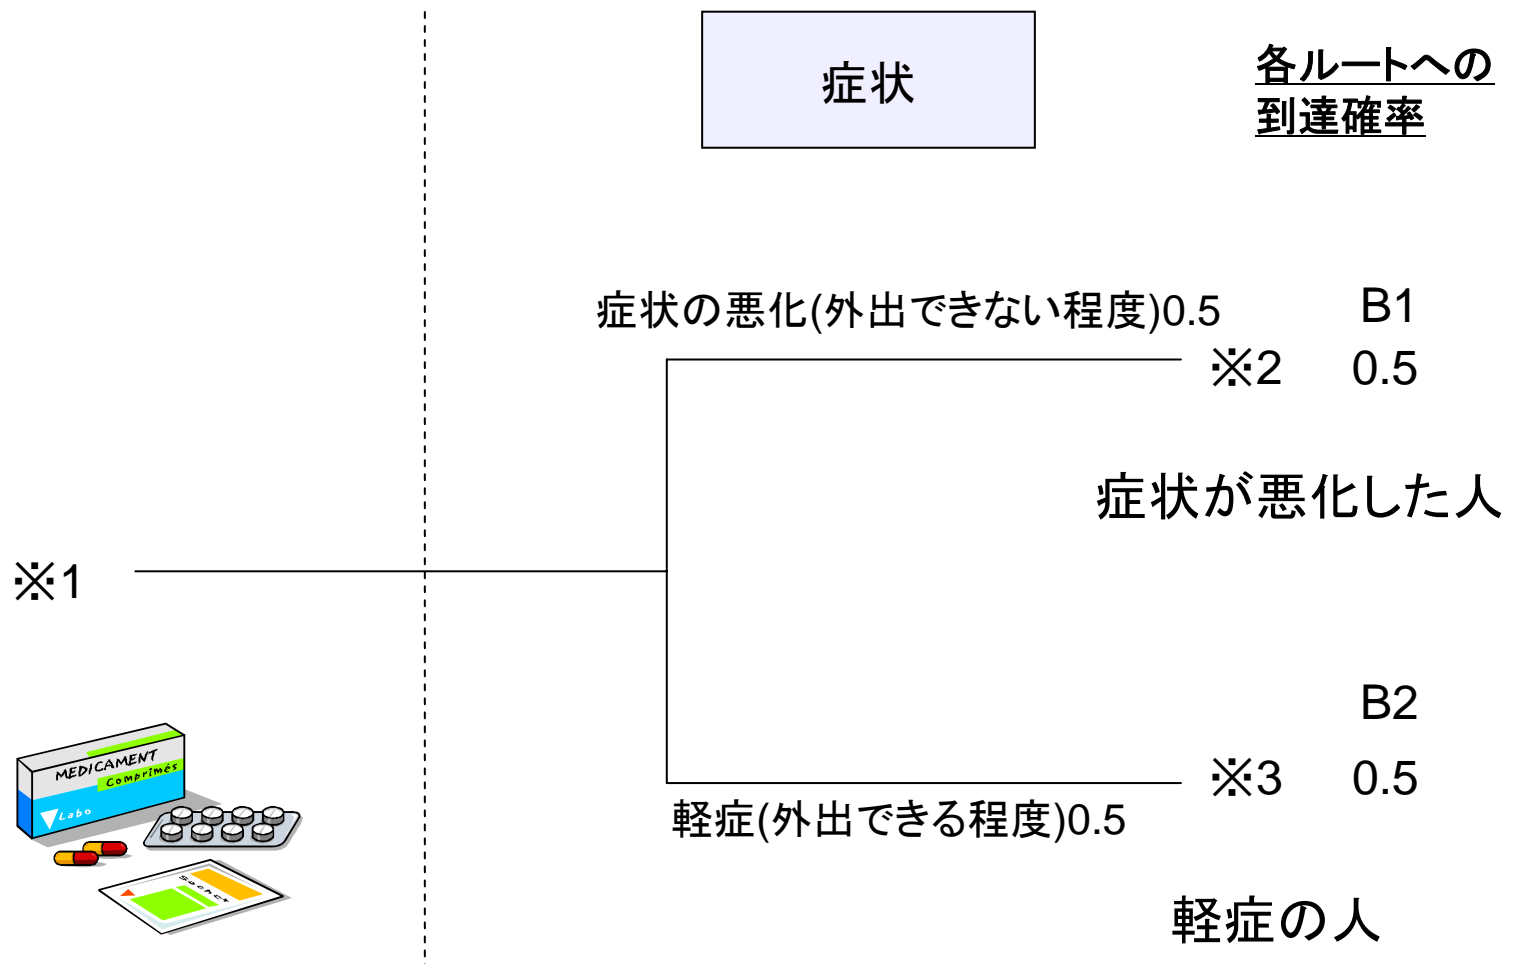 症状
各ルートへの
到達確率
症状の悪化(外出できない程度)0.5
B1
※2 0.5
症状が悪化した人
※1
B2
※3 0.5
軽症(外出できる程度)0.5
軽症の人
MEDICAMENT
Comprimés
Labo
Sachet